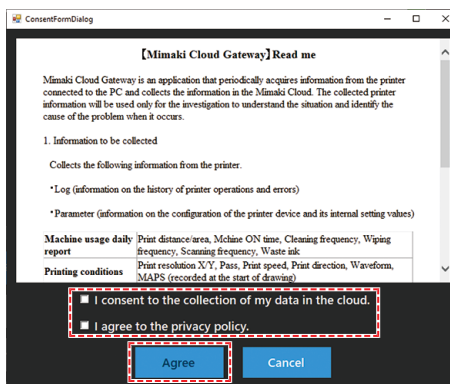 ConsentFormDialog
【Mimaki Cloud Gateway】Read me
Mimaki Cloud Gateway is an application that periodically acquires information from the printer
connected to the PC and collects the information in the Mimaki Cloud. The collected printer
information will be used only for the investigation to understand the situation and identify the
cause of the problem when it occurs.
1. Information to be collected
Collects the following information from the printer.
・Log (information on the history of printer operations and errors)
・Parameter (information on the configuration of the printer device and its internal setting values)
Machine usage daily report
Print distance/area, Mchine ON time, Cleaning frequency, Wiping
frequency, Scanning frequency, Waste ink
Printing conditions
Print resolution X/Y, Pass, Print speed, Print direction, Waveform,
MAPS (recorded at the start of drawing)
I consent to the collection of my data in the cloud.
I agree to the privacy policy.
Agree
Cancel